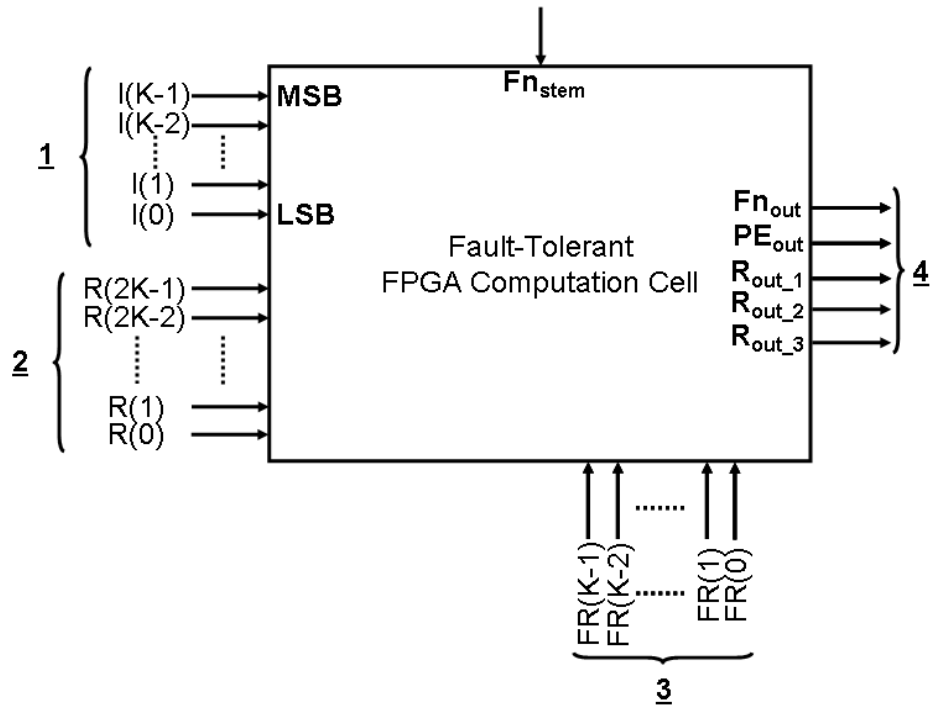 Fn_stem
1
I(K-1)
MSB
I(K-2)
I(1)
I(0)
LSB
2
R(2K-1)
R(2K-2)
R(1)
R(0)
Fault-Tolerant
FPGA Computation Cell
Fn_out
PE_out
R_out_1
R_out_2
R_out_3
4
FR(K-1)
FR(K-2)
FR(1)
FR(0)
3